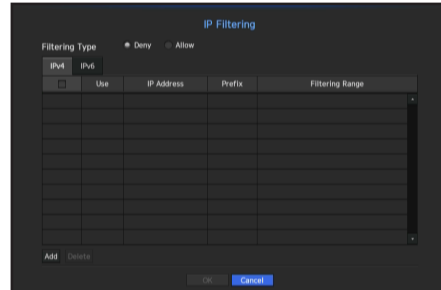 IP Filtering
Filtering Type Deny Allow
IPv4 IPv6
Use IP Address Prefix Filtering Range
Add Delete
OK Cancel